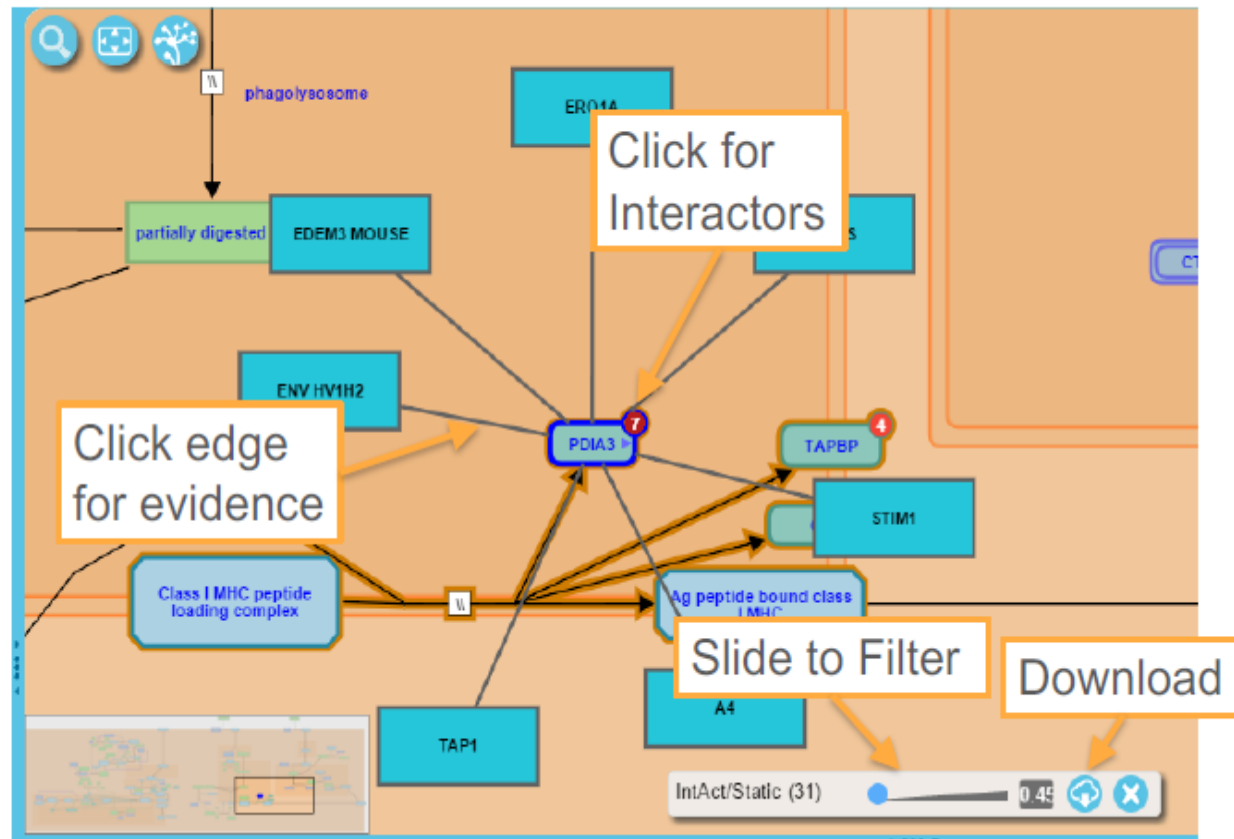 \\
phagolysosome
ERO1A
Click for
Interactors
partially digested
EDEM3 MOUSE
S
CT
ENV HV1H2
7
PDIA3
4
TAPBP
Click edge
for evidence
STIM1
Class I MHC peptide
loading complex
\\
Ag peptide bound class
I MHC
Slide to Filter
Download
A4
TAP1
IntAct/Static (31)
0.45